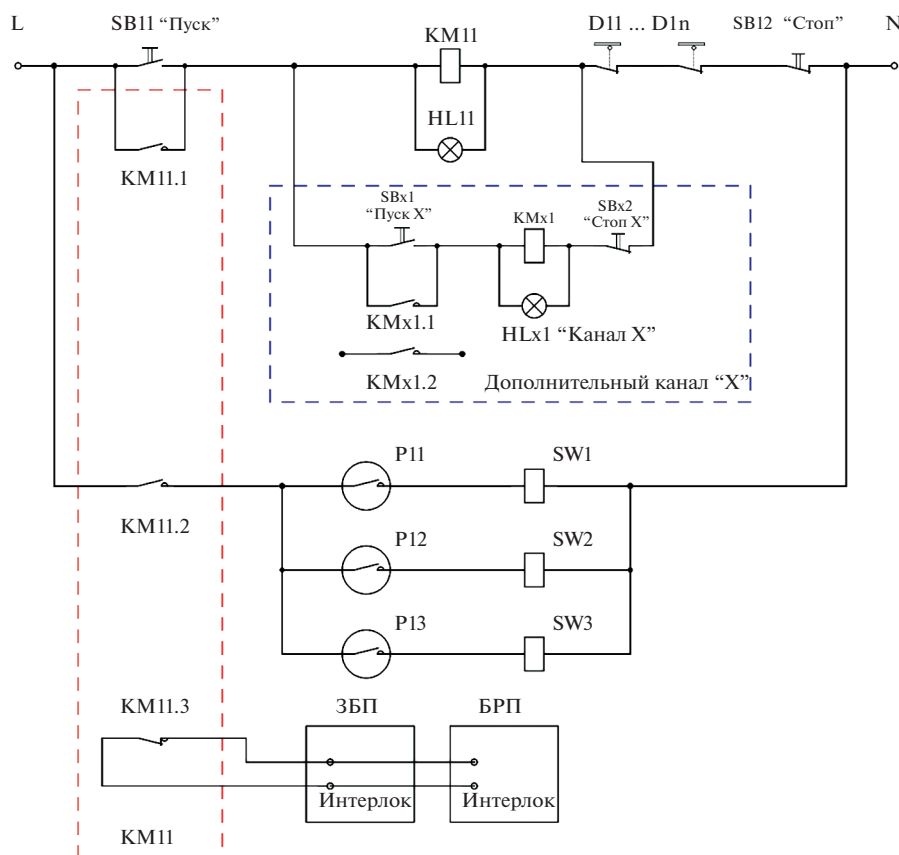 L
SB11 “Пуск”
KM11
D11 ... D1n
SB12 “Стоп”
N
HL11
KM11.1
SBx1
“Пуск X”
KMx1
SBx2
“Стоп X”
KMx1.1
HLx1 “Канал X”
KMx1.2
Дополнительный канал “X”
P11
SW1
KM11.2
P12
SW2
P13
SW3
KM11.3
ЗБП
БРП
Интерлок
Интерлок
KM11